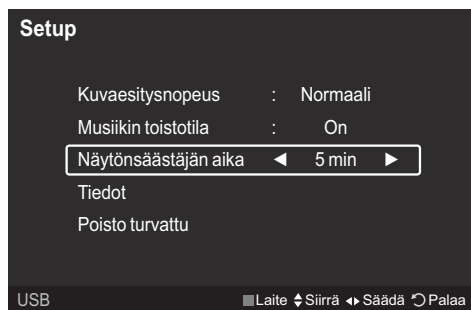 Setup
Kuvaesitysnopeus : Normaali
Musiikin toistotila : On
Näytönsäästäjän aika ◀ 5 min ▶
Tiedot
Poisto turvattu
USB Laite Siirrä Säädä Palaa